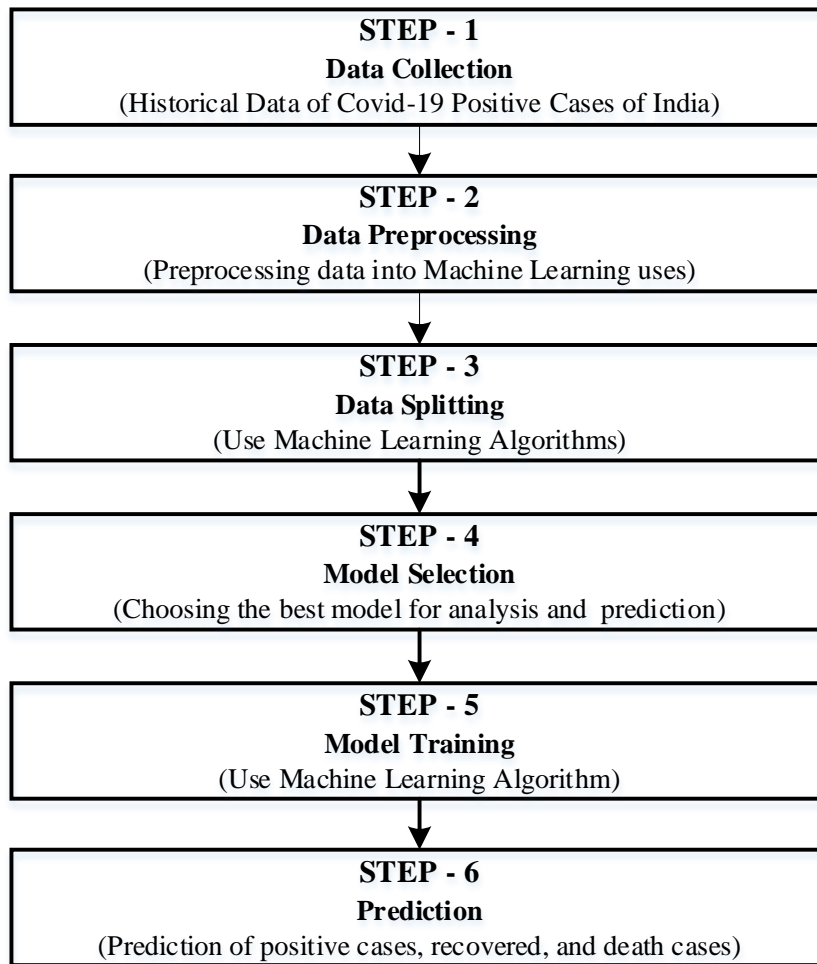 STEP - 1
Data Collection
(Historical Data of Covid-19 Positive Cases of India)
STEP - 2
Data Preprocessing
(Preprocessing data into Machine Learning uses)
STEP - 3
Data Splitting
(Use Machine Learning Algorithms)
STEP - 4
Model Selection
(Choosing the best model for analysis and prediction)
STEP - 5
Model Training
(Use Machine Learning Algorithm)
STEP - 6
Prediction
(Prediction of positive cases, recovered, and death cases)